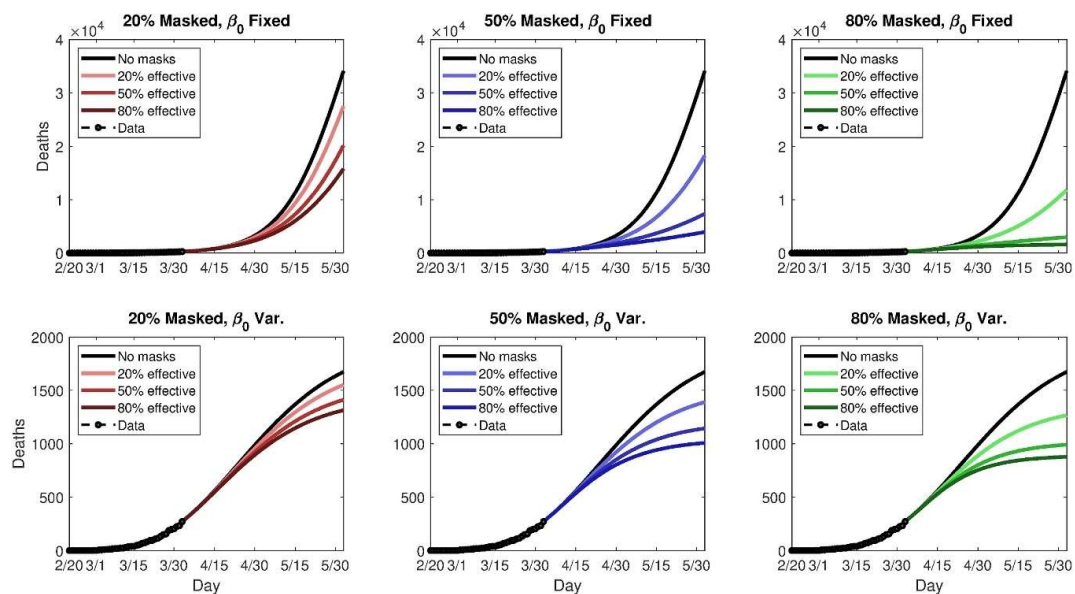 20% Masked, β₀ Fixed
×10⁴
4
3
2
1
0
Deaths
No masks
20% effective
50% effective
80% effective
Data
2/20 3/1 3/15 3/30 4/15 4/30 5/15 5/30
50% Masked, β₀ Fixed
×10⁴
4
3
2
1
0
No masks
20% effective
50% effective
80% effective
Data
2/20 3/1 3/15 3/30 4/15 4/30 5/15 5/30
80% Masked, β₀ Fixed
×10⁴
4
3
2
1
0
No masks
20% effective
50% effective
80% effective
Data
2/20 3/1 3/15 3/30 4/15 4/30 5/15 5/30
20% Masked, β₀ Var.
2000
1500
1000
500
0
Deaths
No masks
20% effective
50% effective
80% effective
Data
2/20 3/1 3/15 3/30 4/15 4/30 5/15 5/30
Day
50% Masked, β₀ Var.
2000
1500
1000
500
0
No masks
20% effective
50% effective
80% effective
Data
2/20 3/1 3/15 3/30 4/15 4/30 5/15 5/30
Day
80% Masked, β₀ Var.
2000
1500
1000
500
0
No masks
20% effective
50% effective
80% effective
Data
2/20 3/1 3/15 3/30 4/15 4/30 5/15 5/30
Day